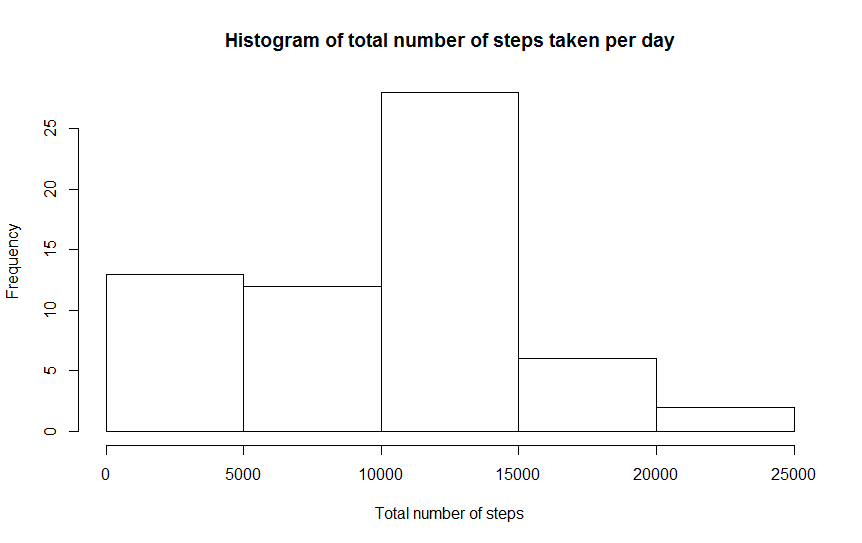 Histogram of total number of steps taken per day
Frequency
25
20
15
10
5
0
0 5000 10000 15000 20000 25000
Total number of steps